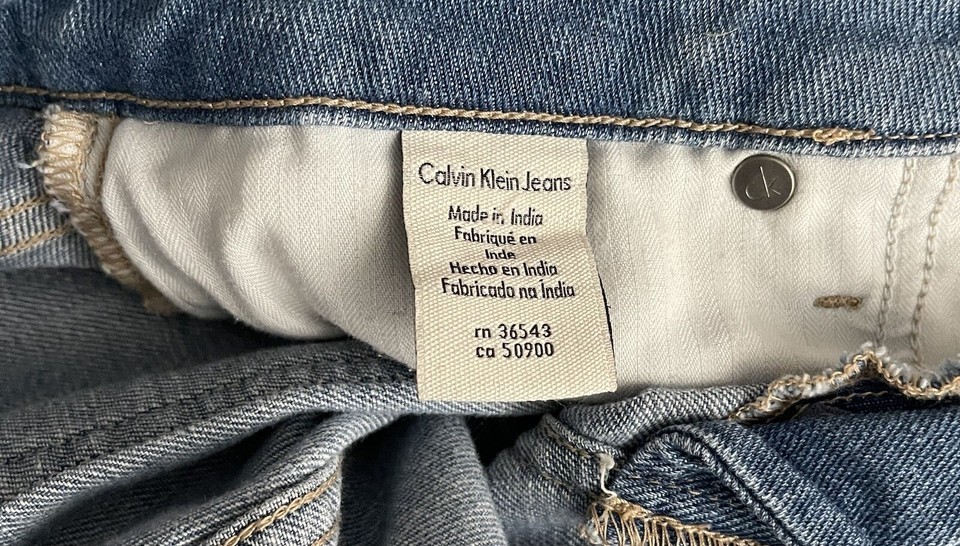 Calvin Klein Jeans
Made in India
Fabriqué en
Inde
Hecho en India
Fabricado na Índia
rn 36543
ca 50900
ck